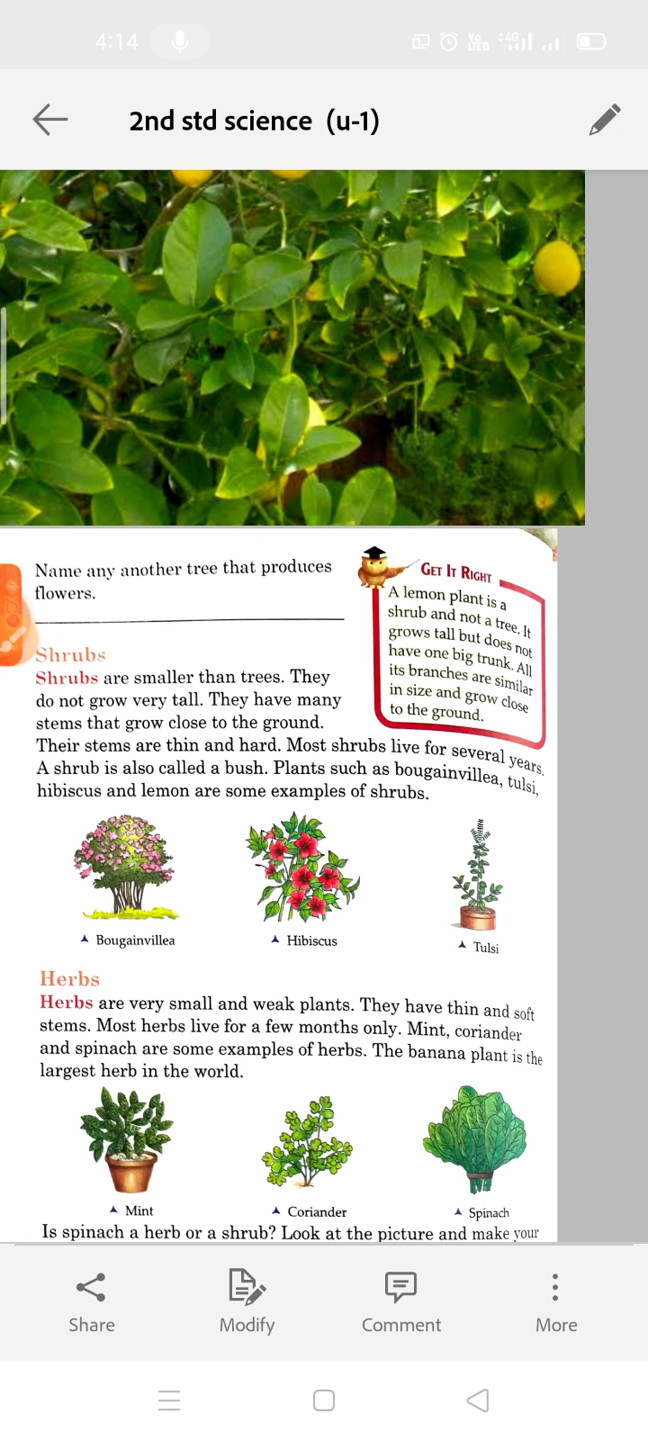 4:14
Vo
LTED
4G
2nd std science (u-1)
Name any another tree that produces
flowers.
GET IT RIGHT
A lemon plant is a
shrub and not a tree. It
grows tall but does not
have one big trunk. All
its branches are similar
in size and grow close
to the ground.
Shrubs
Shrubs are smaller than trees. They
do not grow very tall. They have many
stems that grow close to the ground.
Their stems are thin and hard. Most shrubs live for several years.
A shrub is also called a bush. Plants such as bougainvillea, tulsi,
hibiscus and lemon are some examples of shrubs.
Bougainvillea
Hibiscus
Tulsi
Herbs
Herbs are very small and weak plants. They have thin and soft
stems. Most herbs live for a few months only. Mint, coriander
and spinach are some examples of herbs. The banana plant is the
largest herb in the world.
Mint
Coriander
Spinach
Is spinach a herb or a shrub? Look at the picture and make your
Share
Modify
Comment
More